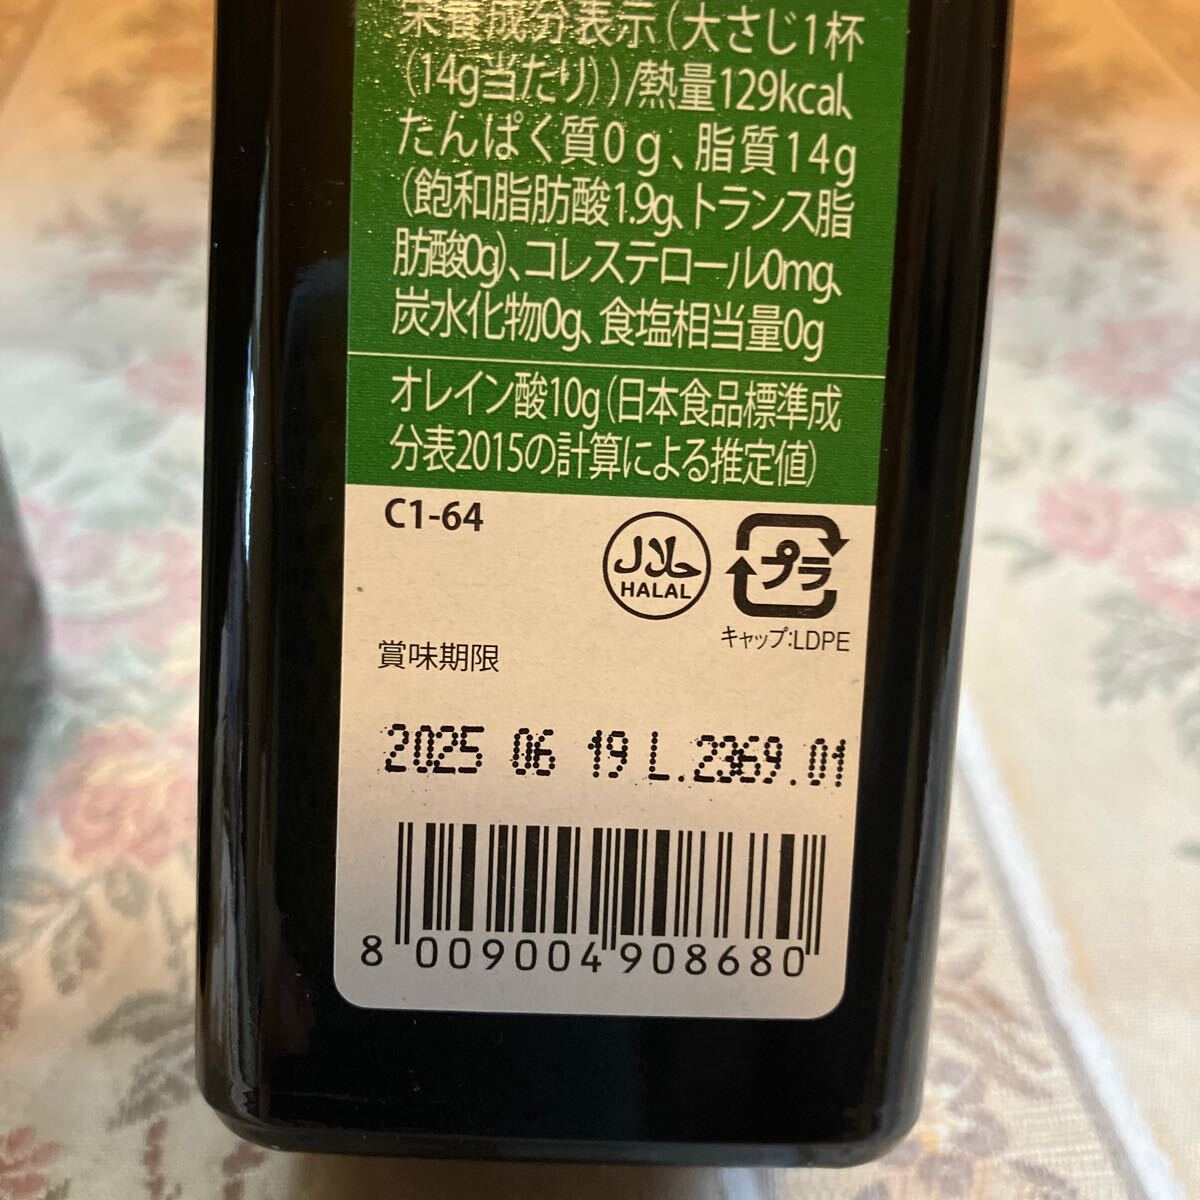 栄養成分表示(大さじ1杯
(14g当たり))/熱量129kcal、
たんぱく質0g、脂質14g
(飽和脂肪酸1.9g、トランス脂
肪酸0g)、コレステロール0mg、
炭水化物0g、食塩相当量0g
オレイン酸10g(日本食品標準成
分表2015の計算による推定値)
C1-64
حلال
HALAL
プラ
キャップ:LDPE
賞味期限
2025 06 19 L.2369.01
8 009004 908680